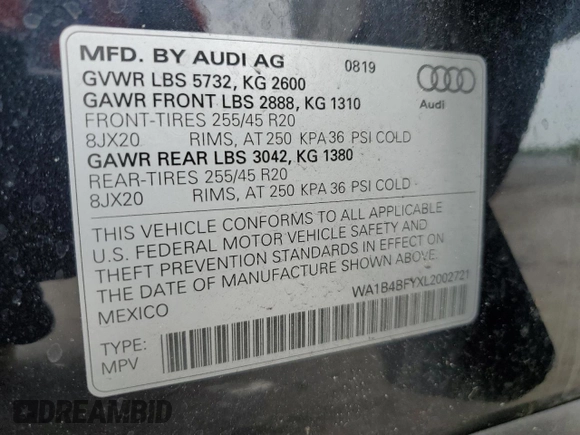 MFD. BY AUDI AG 0819
GVWR LBS 5732, KG 2600
GAWR FRONT LBS 2888, KG 1310
Audi
FRONT-TIRES 255/45 R20
8JX20 RIMS, AT 250 KPA 36 PSI COLD
GAWR REAR LBS 3042, KG 1380
REAR-TIRES 255/45 R20
8JX20 RIMS, AT 250 KPA 36 PSI COLD
THIS VEHICLE CONFORMS TO ALL APPLICABLE
U.S. FEDERAL MOTOR VEHICLE SAFETY AND
THEFT PREVENTION STANDARDS IN EFFECT ON
THE DATE OF MANUFACTURE SHOWN ABOVE.
MEXICO
WA1B4BFYXL2002721
TYPE:
MPV
DREAMBID